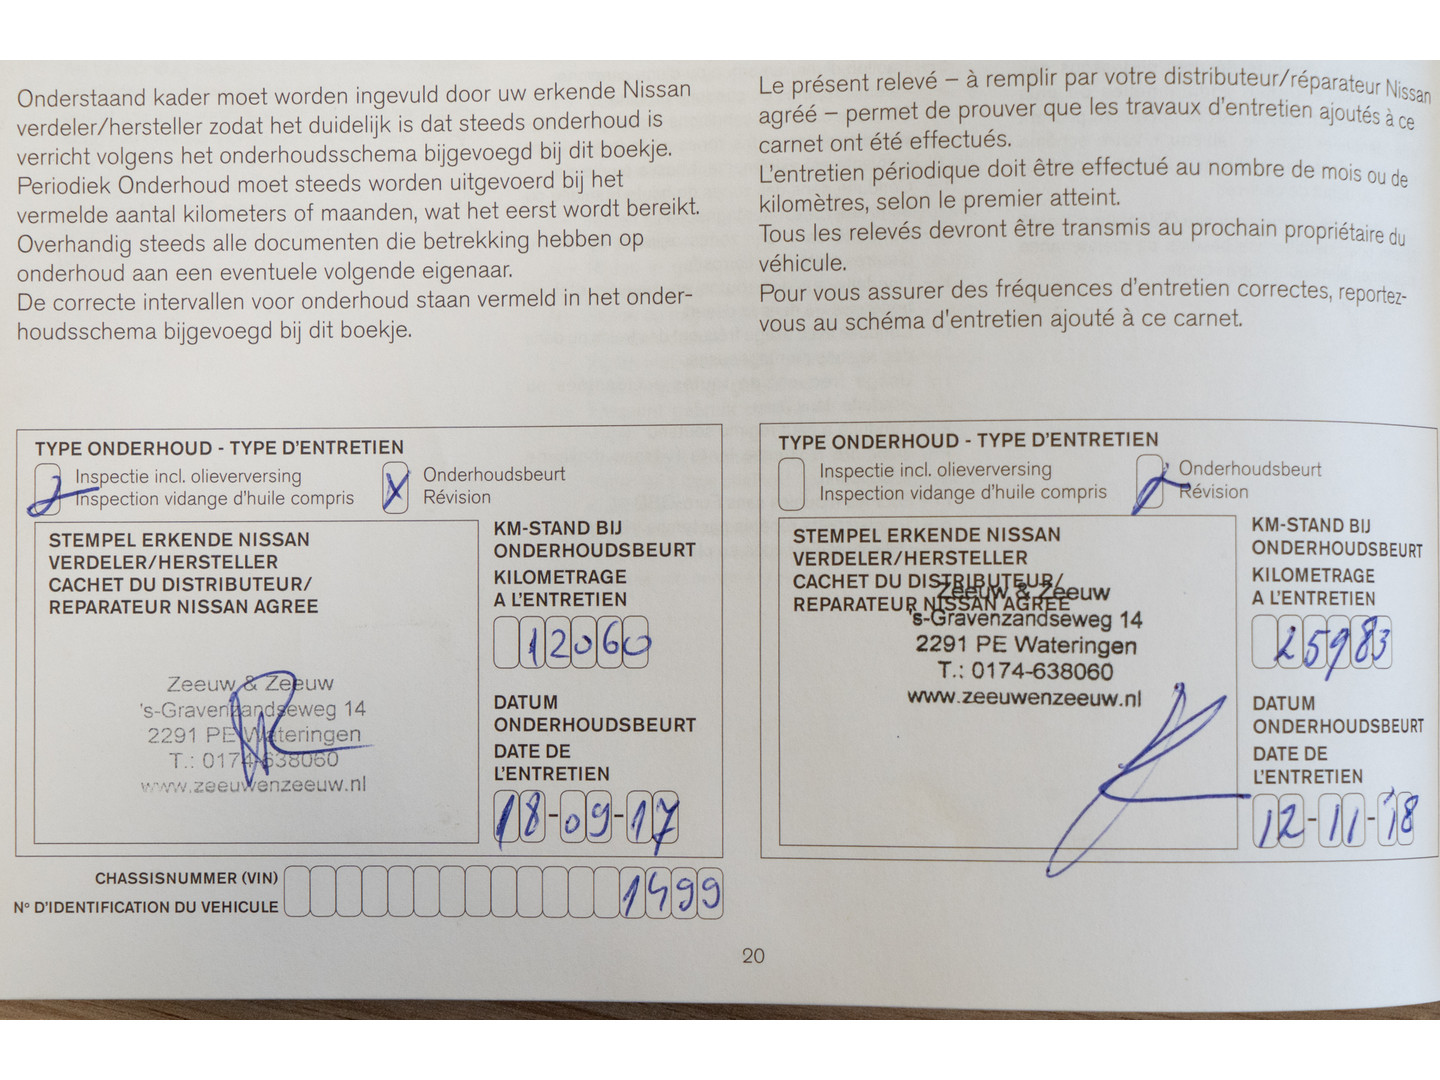 Onderstaand kader moet worden ingevuld door uw erkende Nissan
verdeler/hersteller zodat het duidelijk is dat steeds onderhoud is
verricht volgens het onderhoudsschema bijgevoegd bij dit boekje.
Periodiek Onderhoud moet steeds worden uitgevoerd bij het
vermelde aantal kilometers of maanden, wat het eerst wordt bereikt.
Overhandig steeds alle documenten die betrekking hebben op
onderhoud aan een eventuele volgende eigenaar.
De correcte intervallen voor onderhoud staan vermeld in het onder-
houdsschema bijgevoegd bij dit boekje.
Le présent relevé – à remplir par votre distributeur/réparateur Nissan
agréé – permet de prouver que les travaux d'entretien ajoutés à ce
carnet ont été effectués.
L'entretien périodique doit être effectué au nombre de mois ou de
kilomètres, selon le premier atteint.
Tous les relevés devront être transmis au prochain propriétaire du
véhicule.
Pour vous assurer des fréquences d'entretien correctes, reportez-
vous au schéma d'entretien ajouté à ce carnet.
TYPE ONDERHOUD - TYPE D'ENTRETIEN
Inspectie incl. olieverversing
Inspection vidange d'huile compris
X
Onderhoudsbeurt
Révision
STEMPEL ERKENDE NISSAN
VERDELER/HERSTELLER
CACHET DU DISTRIBUTEUR/
REPARATEUR NISSAN AGREE
Zeeuw & Zeeuw
's-Gravenzandseweg 14
2291 PE Wateringen
T.: 0174-638060
www.zeeuwenzeeuw.nl
KM-STAND BIJ
ONDERHOUDSBEURT
KILOMETRAGE
A L'ENTRETIEN
12060
DATUM
ONDERHOUDSBEURT
DATE DE
L'ENTRETIEN
18-09-17
CHASSISNUMMER (VIN)
N° D'IDENTIFICATION DU VEHICULE
1499
TYPE ONDERHOUD - TYPE D'ENTRETIEN
Inspectie incl. olieverversing
Inspection vidange d'huile compris
Onderhoudsbeurt
Révision
STEMPEL ERKENDE NISSAN
VERDELER/HERSTELLER
CACHET DU DISTRIBUTEUR/
REPARATEUR NISSAN AGREE
Zeeuw & Zeeuw
's-Gravenzandseweg 14
2291 PE Wateringen
T.: 0174-638060
www.zeeuwenzeeuw.nl
KM-STAND BIJ
ONDERHOUDSBEURT
KILOMETRAGE
A L'ENTRETIEN
25983
DATUM
ONDERHOUDSBEURT
DATE DE
L'ENTRETIEN
12-11-18
20